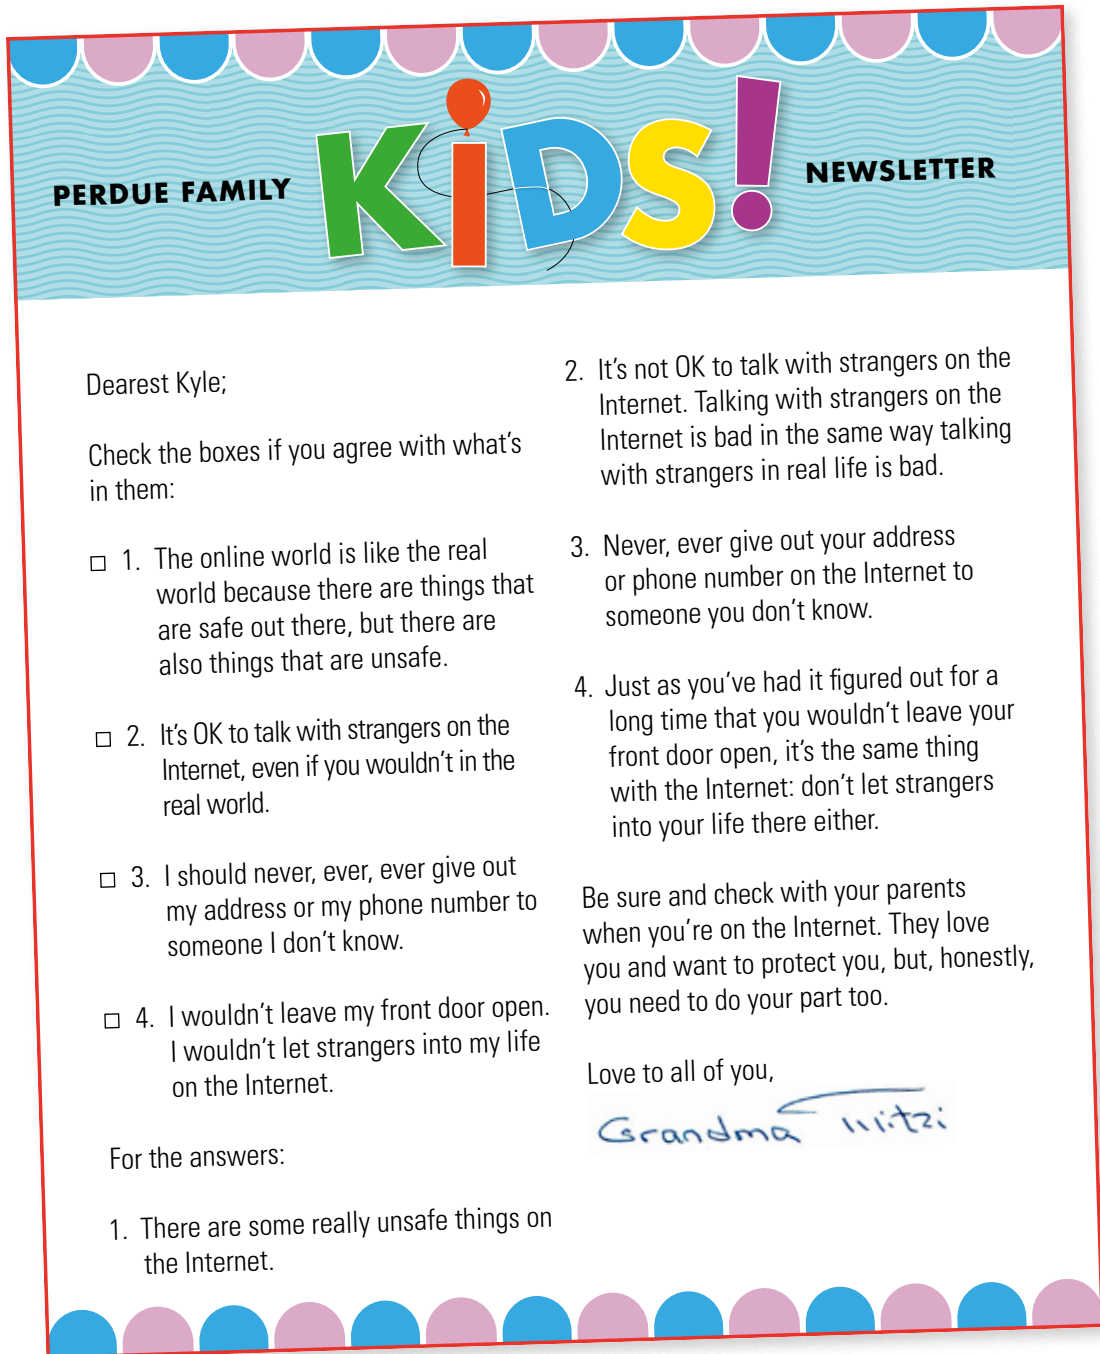 PERDUE FAMILY
KiDS!
NEWSLETTER
Dearest Kyle;
Check the boxes if you agree with what's
in them:
□ 1. The online world is like the real
world because there are things that
are safe out there, but there are
also things that are unsafe.
□ 2. It's OK to talk with strangers on the
Internet, even if you wouldn't in the
real world.
□ 3. I should never, ever, ever give out
my address or my phone number to
someone I don't know.
□ 4. I wouldn't leave my front door open.
I wouldn't let strangers into my life
on the Internet.
For the answers:
1. There are some really unsafe things on
the Internet.
2. It's not OK to talk with strangers on the
Internet. Talking with strangers on the
Internet is bad in the same way talking
with strangers in real life is bad.
3. Never, ever give out your address
or phone number on the Internet to
someone you don't know.
4. Just as you've had it figured out for a
long time that you wouldn't leave your
front door open, it's the same thing
with the Internet: don't let strangers
into your life there either.
Be sure and check with your parents
when you're on the Internet. They love
you and want to protect you, but, honestly,
you need to do your part too.
Love to all of you,
Grandma Mitzi